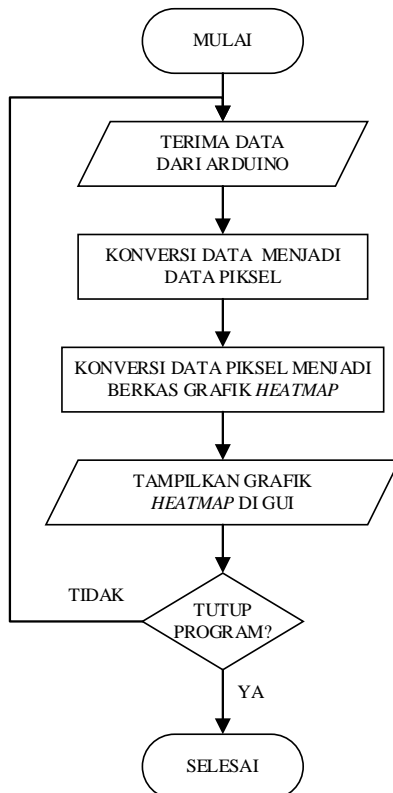 MULAI
TERIMA DATA
DARI ARDUINO
KONVERSI DATA MENJADI
DATA PIKSEL
KONVERSI DATA PIKSEL MENJADI
BERKAS GRAFIK HEATMAP
TAMPILKAN GRAFIK
HEATMAP DI GUI
TIDAK
TUTUP
PROGRAM?
YA
SELESAI